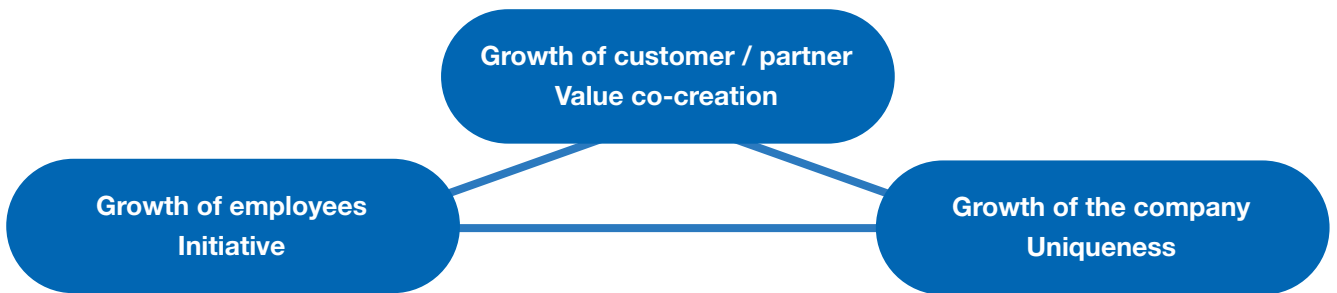 Growth of customer / partner
Value co-creation
Growth of employees
Initiative
Growth of the company
Uniqueness